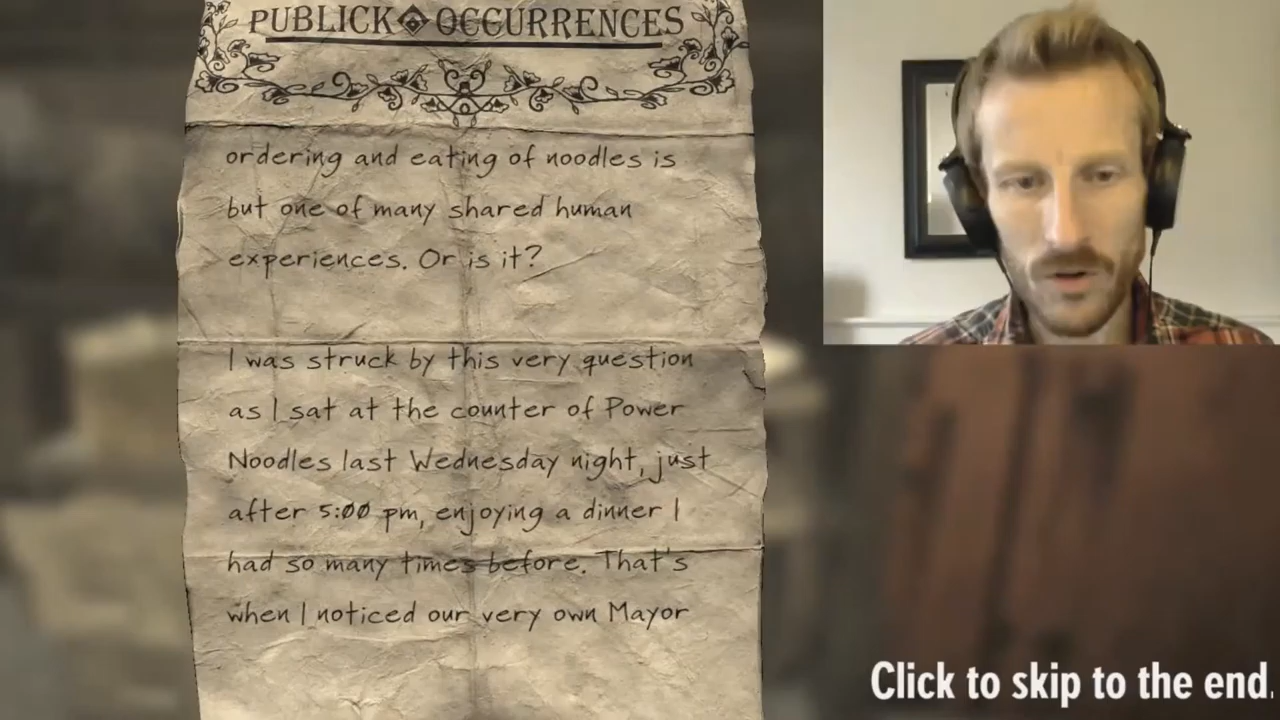 PUBLICK OCCURRENCES
ordering and eating of noodles is
but one of many shared human
experiences. Or is it?
I was struck by this very question
as I sat at the counter of Power
Noodles last Wednesday night, just
after 5:00 pm, enjoying a dinner I
had so many times before. That's
when I noticed our very own Mayor
Click to skip to the end.